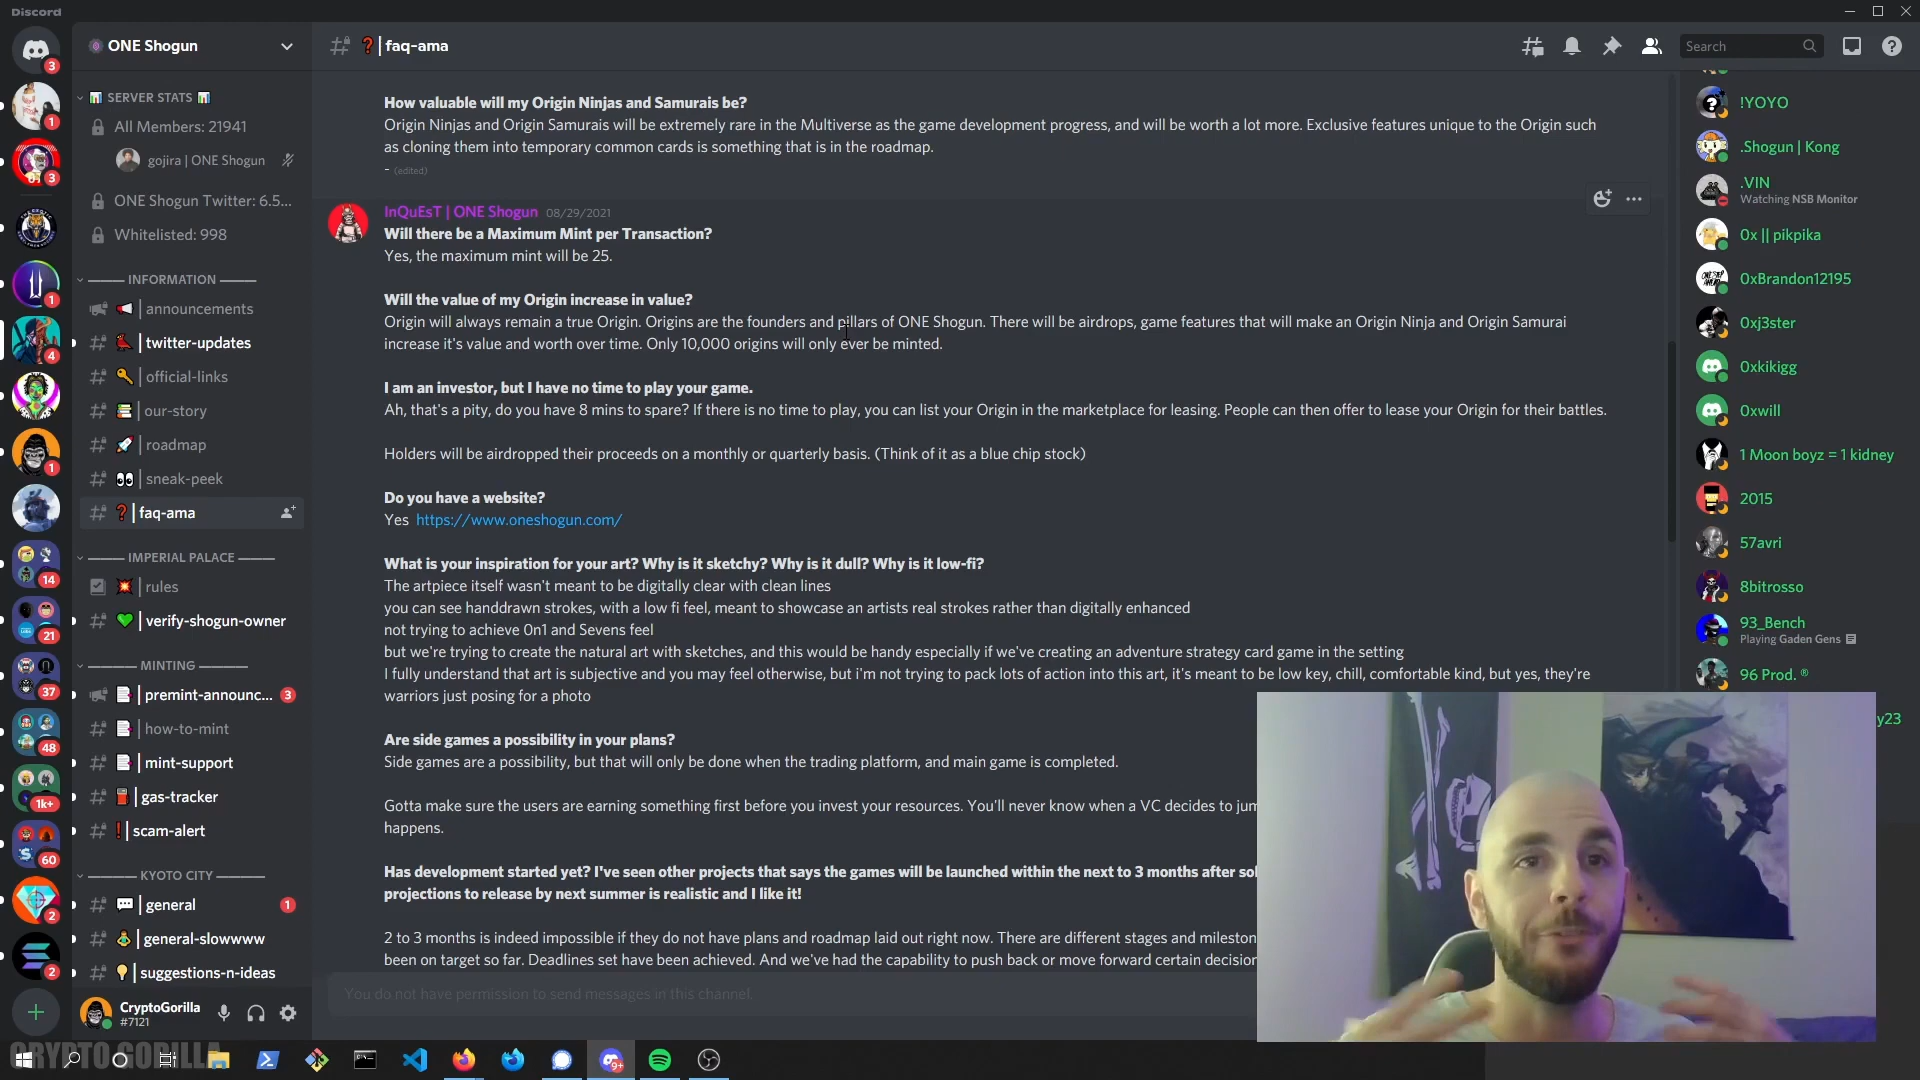 Discord
ONE Shogun
faq-ama
Search
SERVER STATS
All Members: 21941
gojira | ONE Shogun
ONE Shogun Twitter: 6.5...
Whitelisted: 998
INFORMATION
announcements
twitter-updates
official-links
our-story
roadmap
sneak-peek
faq-ama
IMPERIAL PALACE
rules
verify-shogun-owner
MINTING
premint-announc... 3
how-to-mint
mint-support
gas-tracker
scam-alert
KYOTO CITY
general 1
general-slowwww
suggestions-n-ideas
CryptoGorilla
#7121
3
1
3
1
4
1
14
21
37
48
1k+
60
2
2
How valuable will my Origin Ninjas and Samurais be?
Origin Ninjas and Origin Samurais will be extremely rare in the Multiverse as the game development progress, and will be worth a lot more. Exclusive features unique to the Origin such
as cloning them into temporary common cards is something that is in the roadmap.
- (edited)
InQuEsT | ONE Shogun 08/29/2021
Will there be a Maximum Mint per Transaction?
Yes, the maximum mint will be 25.
Will the value of my Origin increase in value?
Origin will always remain a true Origin. Origins are the founders and pillars of ONE Shogun. There will be airdrops, game features that will make an Origin Ninja and Origin Samurai
increase it's value and worth over time. Only 10,000 origins will only ever be minted.
I am an investor, but I have no time to play your game.
Ah, that's a pity, do you have 8 mins to spare? If there is no time to play, you can list your Origin in the marketplace for leasing. People can then offer to lease your Origin for their battles.
Holders will be airdropped their proceeds on a monthly or quarterly basis. (Think of it as a blue chip stock)
Do you have a website?
Yes https://www.oneshogun.com/
What is your inspiration for your art? Why is it sketchy? Why is it dull? Why is it low-fi?
The artpiece itself wasn't meant to be digitally clear with clean lines
you can see handdrawn strokes, with a low fi feel, meant to showcase an artists real strokes rather than digitally enhanced
not trying to achieve 0n1 and Sevens feel
but we're trying to create the natural art with sketches, and this would be handy especially if we've creating an adventure strategy card game in the setting
I fully understand that art is subjective and you may feel otherwise, but i'm not trying to pack lots of action into this art, it's meant to be low key, chill, comfortable kind, but yes, they're
warriors just posing for a photo
Are side games a possibility in your plans?
Side games are a possibility, but that will only be done when the trading platform, and main game is completed.
Gotta make sure the users are earning something first before you invest your resources. You'll never know when a VC decides to jum
happens.
Has development started yet? I've seen other projects that says the games will be launched within the next to 3 months after sol
projections to release by next summer is realistic and I like it!
2 to 3 months is indeed impossible if they do not have plans and roadmap laid out right now. There are different stages and mileston
been on target so far. Deadlines set have been achieved. And we've had the capability to push back or move forward certain decision
You do not have permission to send messages in this channel.
!YOYO
.Shogun | Kong
.VIN
Watching NSB Monitor
0x || pikpika
0xBrandon12195
0xj3ster
0xkikigg
0xwill
1 Moon boyz = 1 kidney
2015
57avri
8bitrosso
93_Bench
Playing Gaden Gens
96 Prod. ®
y23
CRYPTO GORILLA
9+